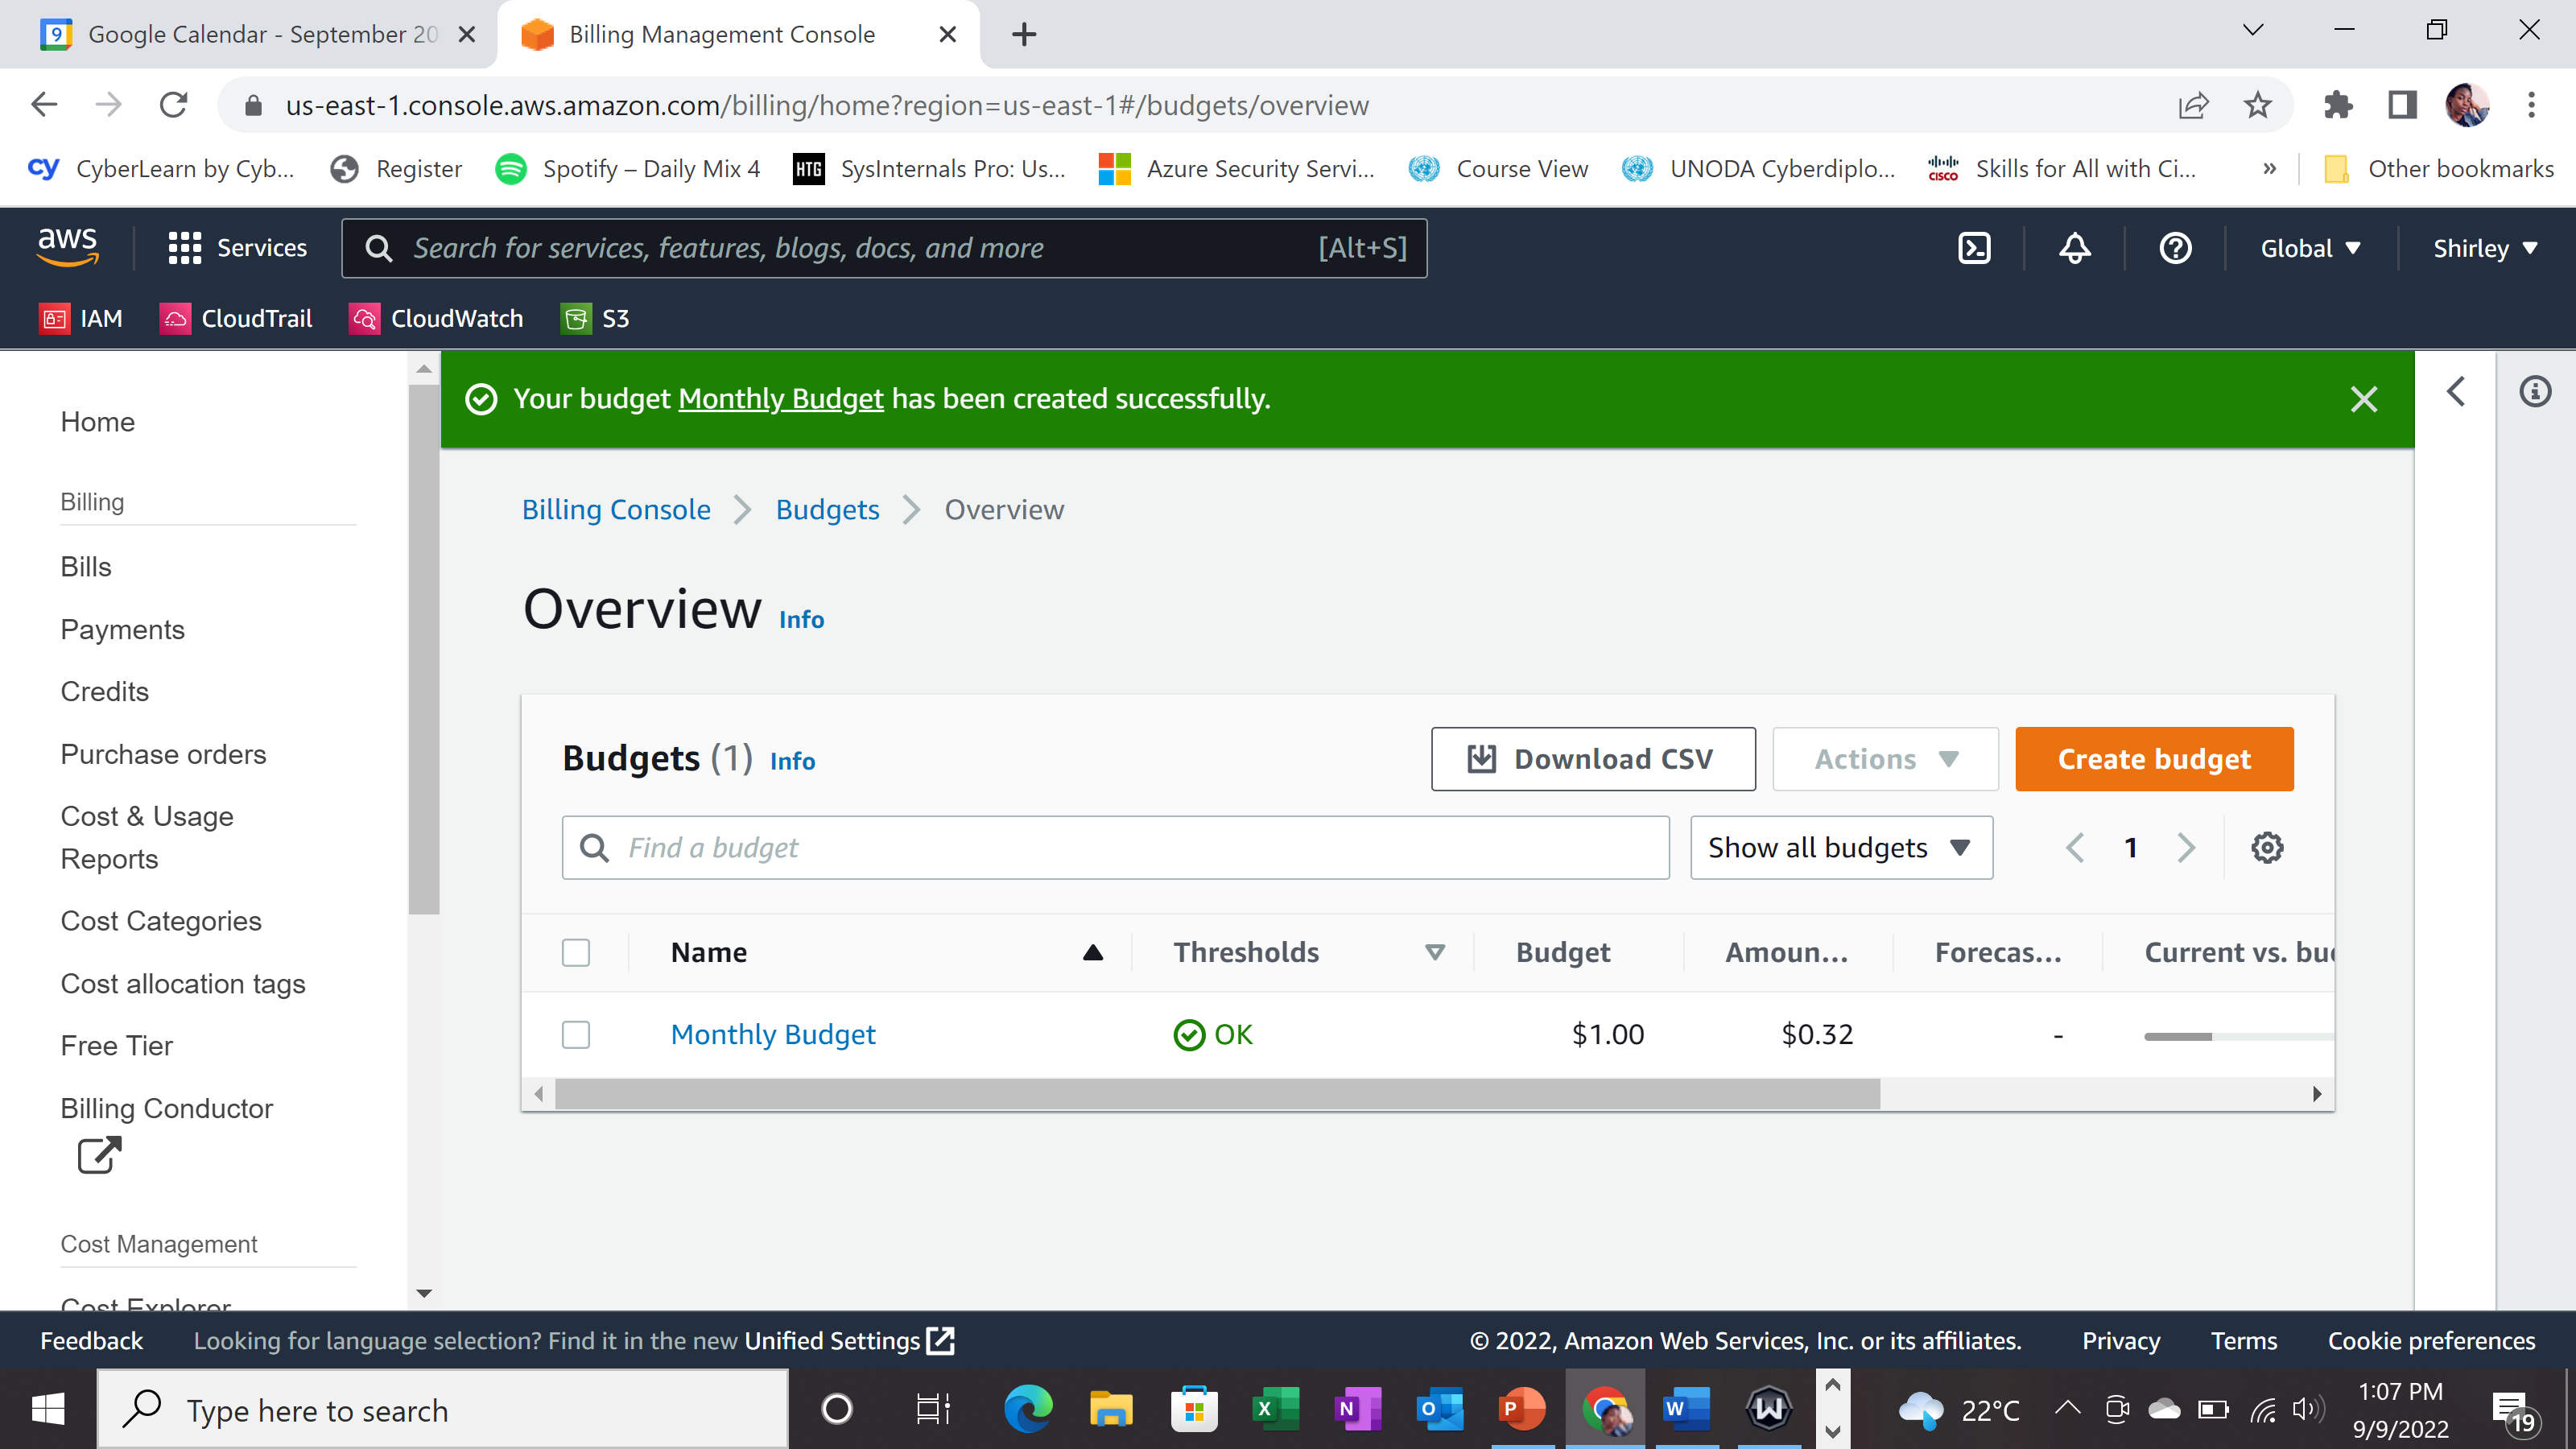 Google Calendar - September 20
Billing Management Console
us-east-1.console.aws.amazon.com/billing/home?region=us-east-1#/budgets/overview
CyberLearn by Cyb...
Register
Spotify – Daily Mix 4
HTG
SysInternals Pro: Us...
Azure Security Servi...
Course View
UNODA Cyberdiplo...
Skills for All with Ci...
»
Other bookmarks
aws
Services
Search for services, features, blogs, docs, and more
[Alt+S]
Global
Shirley
IAM
CloudTrail
CloudWatch
S3
Your budget Monthly Budget has been created successfully.
Home
Billing
Bills
Payments
Credits
Purchase orders
Cost & Usage
Reports
Cost Categories
Cost allocation tags
Free Tier
Billing Conductor
Cost Management
Cost Explorer
Billing Console > Budgets > Overview
Overview Info
Budgets (1) Info
Download CSV
Actions
Create budget
Find a budget
Show all budgets
1
Name
Thresholds
Budget
Amoun...
Forecas...
Current vs. bud
Monthly Budget
OK
$1.00
$0.32
-
Feedback
Looking for language selection? Find it in the new Unified Settings
© 2022, Amazon Web Services, Inc. or its affiliates.
Privacy
Terms
Cookie preferences
Type here to search
22°C
1:07 PM
9/9/2022
19